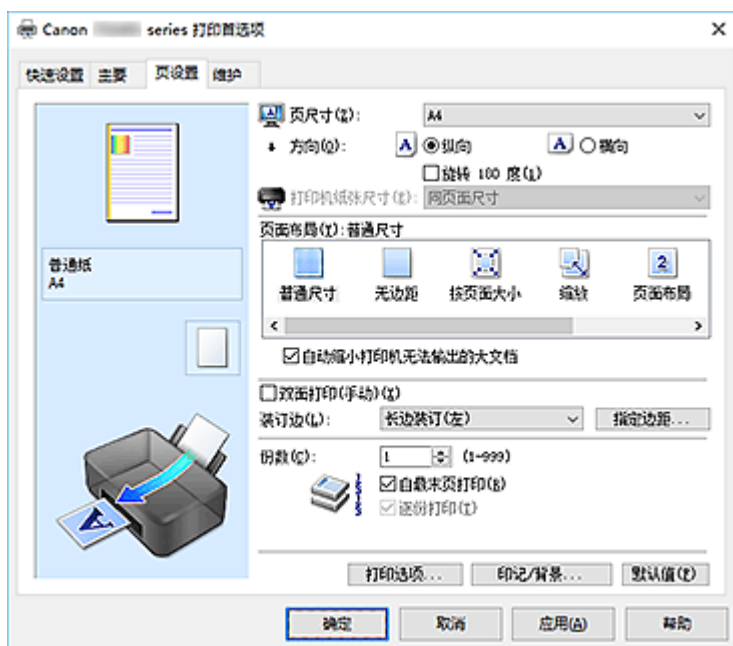 Canon series 打印首选项
快速设置 主要 页设置 维护
页尺寸(Z): A4
方向(O): A 纵向 A 横向
旋转 180 度(L)
打印机纸张尺寸(E): 同页面尺寸
页面布局(Y): 普通尺寸
普通尺寸 无边距 按页面大小 缩放 2 页面布局
自动缩小打印机无法输出的大文档
普通纸
A4
双面打印(手动)(X)
装订边(L): 长边装订(左) 指定边距...
份数(C): 1 (1-999)
自最末页打印(R)
逐份打印(T)
A
打印选项... 印记/背景... 默认值(F)
确定 取消 应用(A) 帮助